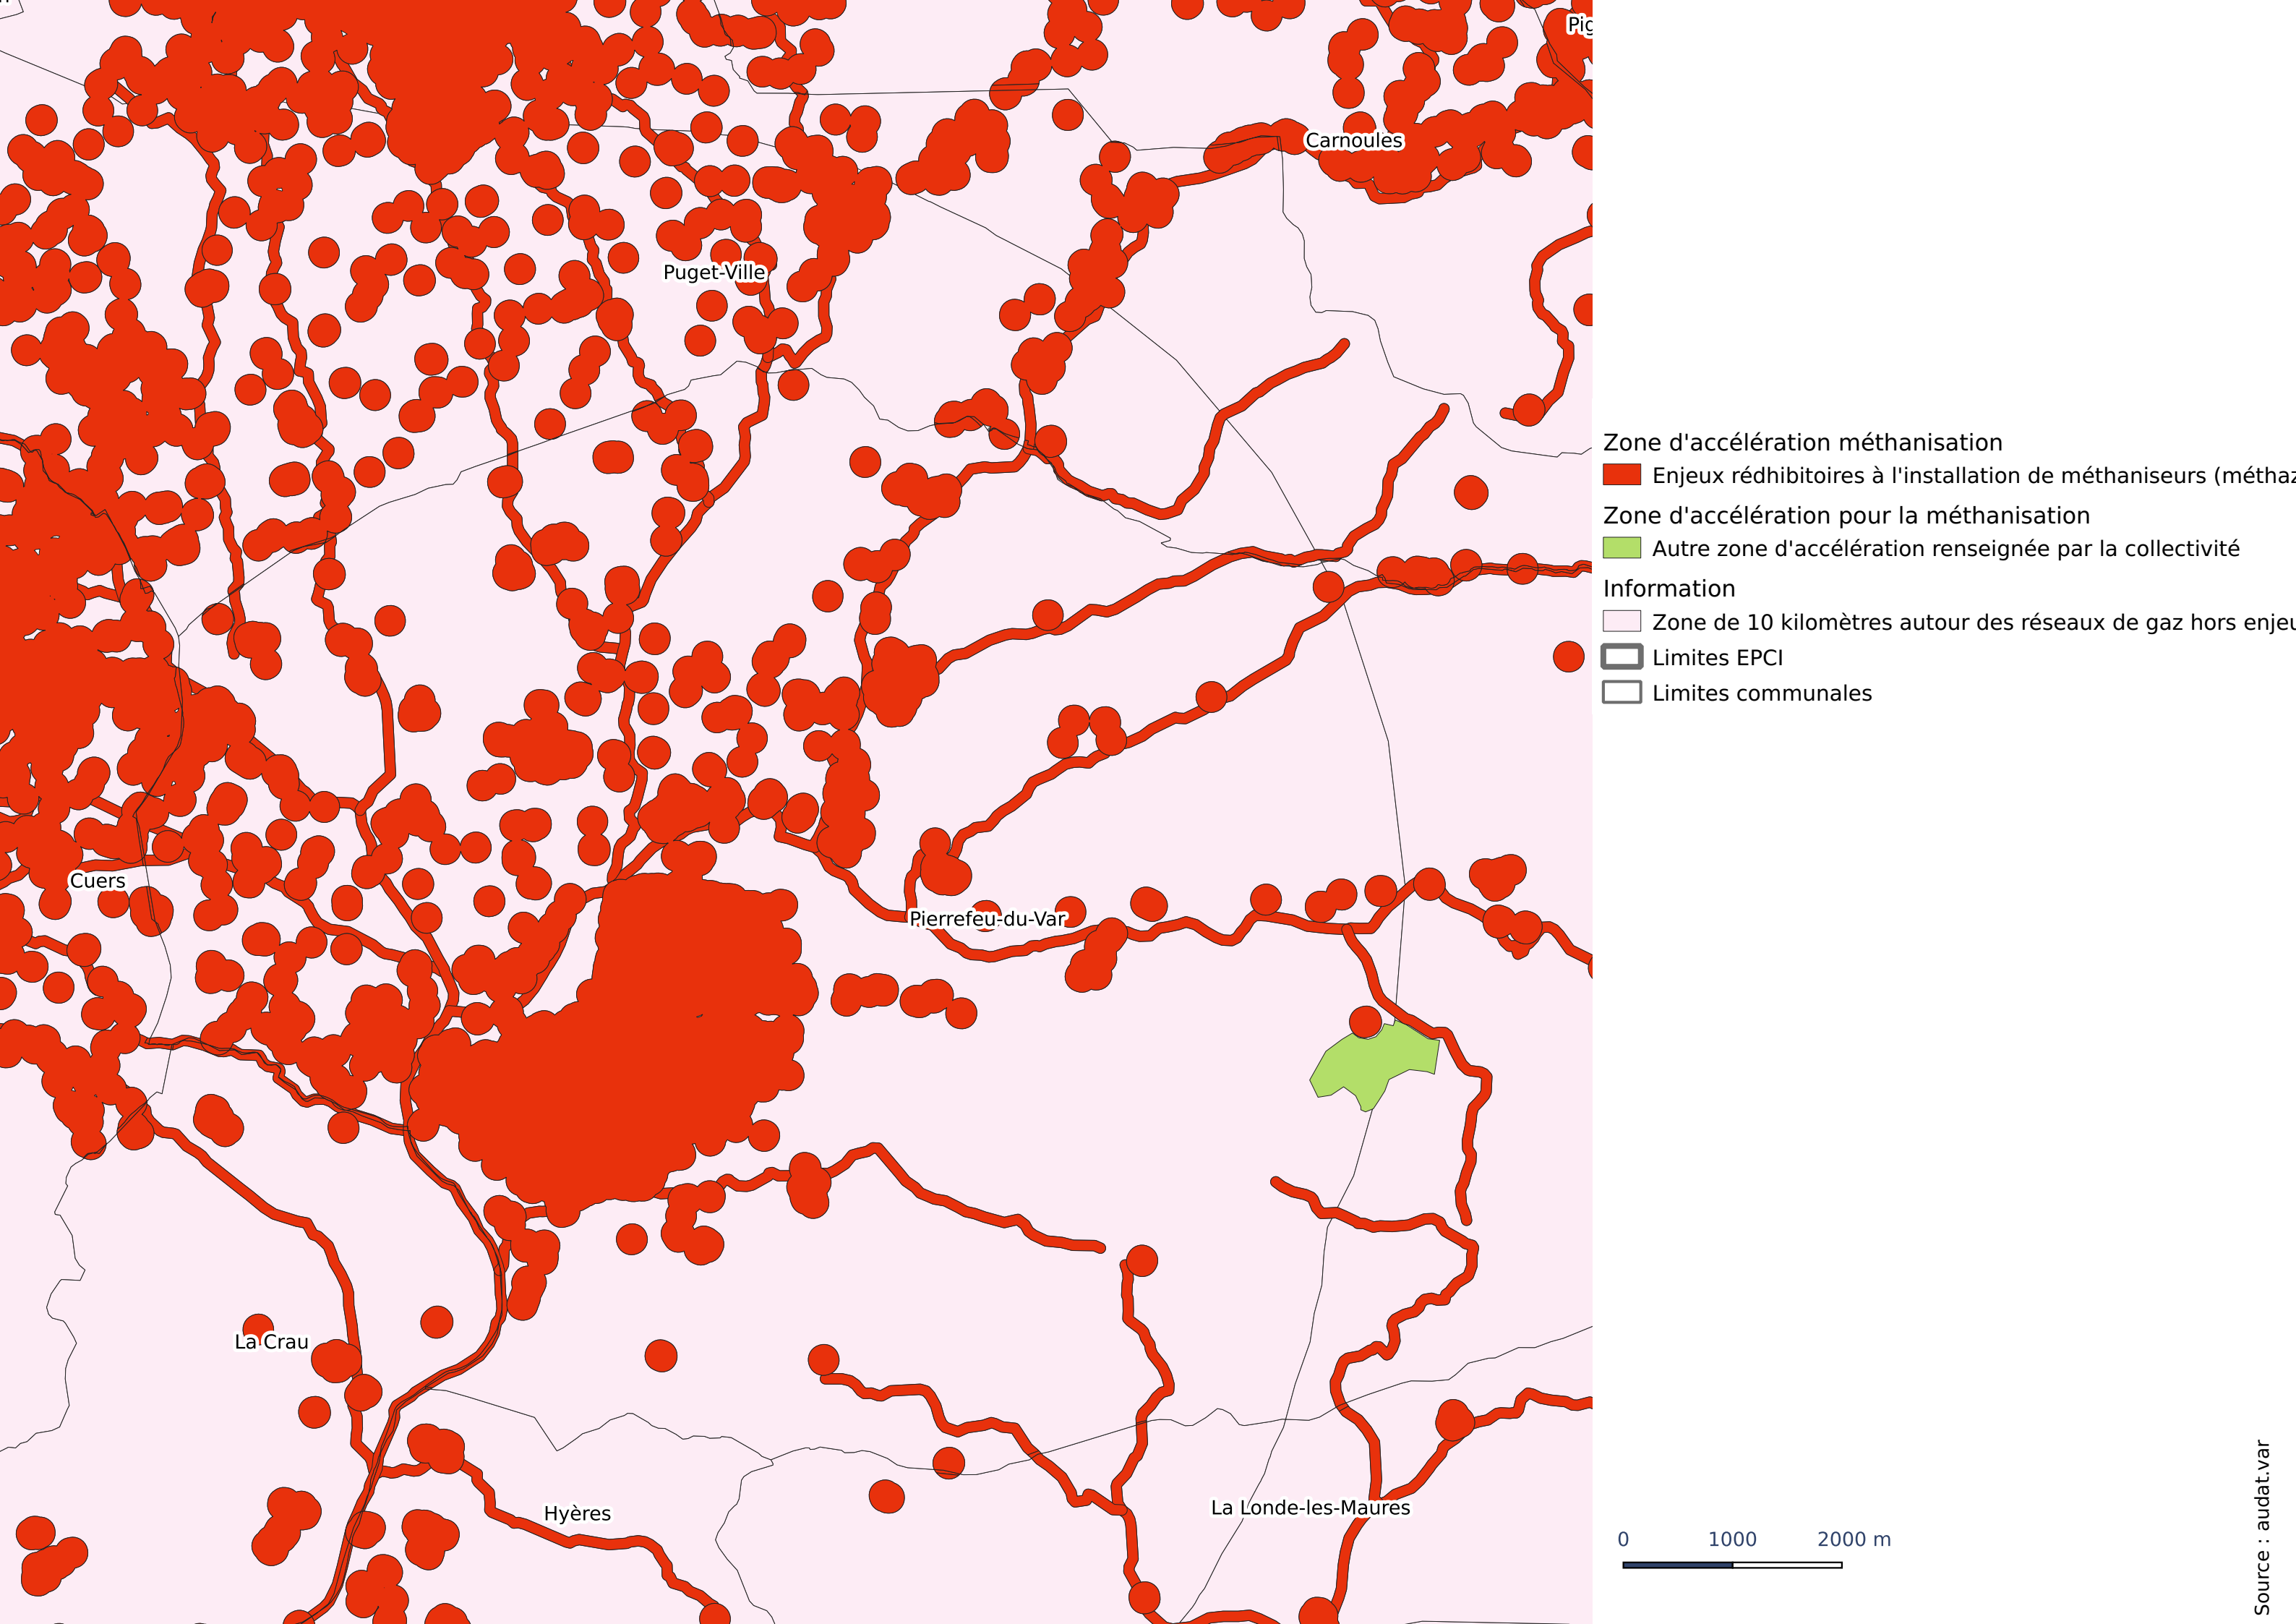 Pig
Carnoules
Puget-Ville
Cuers
Pierrefeu-du-Var
La Crau
Hyères
La Londe-les-Maures
Zone d'accélération méthanisation
Enjeux rédhibitoires à l'installation de méthaniseurs (métha
Zone d'accélération pour la méthanisation
Autre zone d'accélération renseignée par la collectivité
Information
Zone de 10 kilomètres autour des réseaux de gaz hors enjeu
Limites EPCI
Limites communales
0 1000 2000 m
Source : audat.var